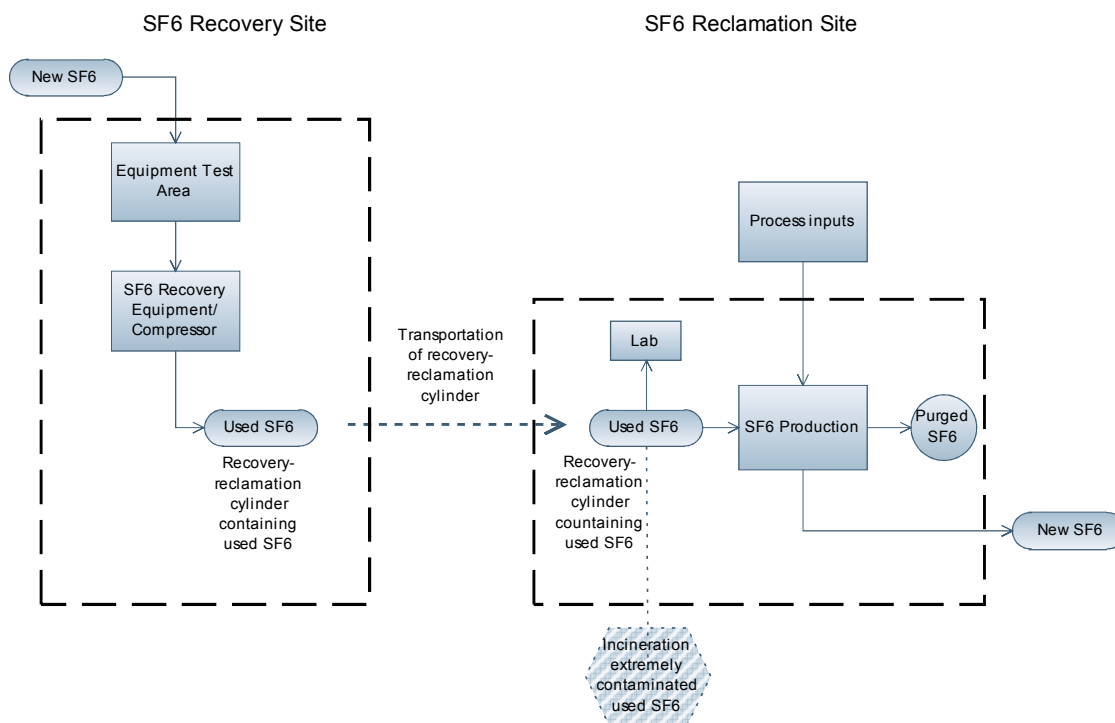 SF6 Recovery Site
SF6 Reclamation Site
New SF6
Equipment Test
Area
SF6 Recovery
Equipment/
Compressor
Used SF6
Recovery-
reclamation
cylinder
containing
used SF6
Transportation
of recovery-
reclamation
cylinder
Process inputs
Lab
Used SF6
Recovery-
reclamation
cylinder
countaining
used SF6
SF6 Production
Purged
SF6
New SF6
Incineration
extremely
contaminated
used SF6